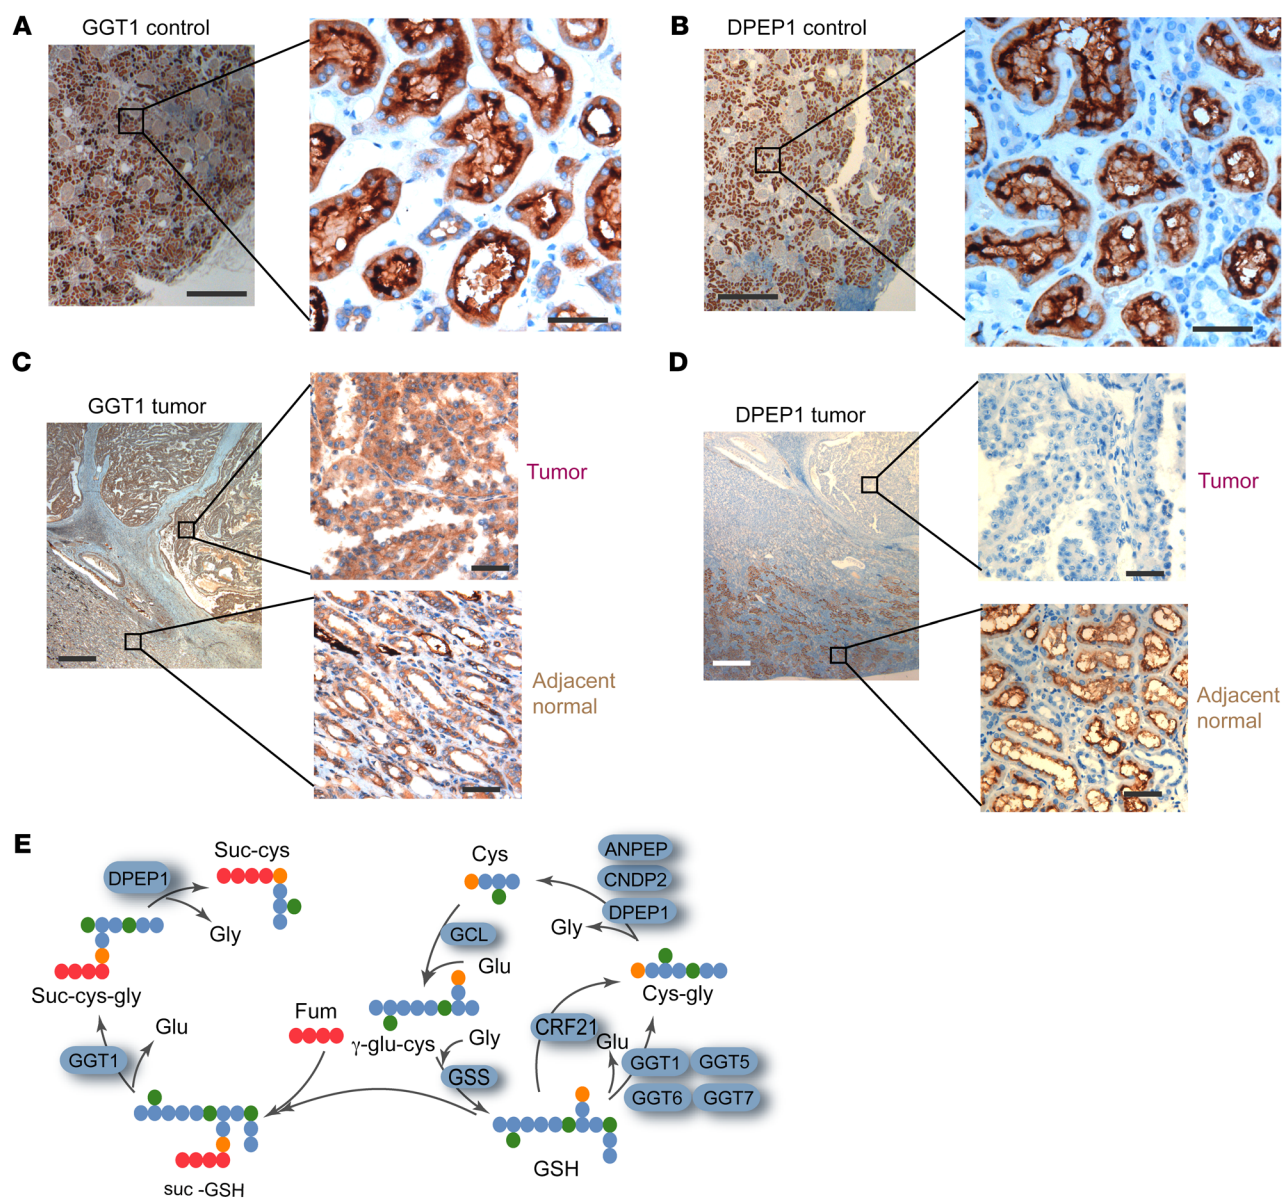 A
GGT1 control
B
DPEP1 control
C
GGT1 tumor
Tumor
Adjacent
normal
D
DPEP1 tumor
Tumor
Adjacent
normal
E
DPEP1
Suc-cys
Gly
Suc-cys-gly
Glu
GGT1
suc -GSH
Fum
Cys
GCL
Glu
γ-glu-cys
Gly
GSS
GSH
ANPEP
CNDP2
DPEP1
Gly
Cys-gly
CRF21
Glu
GGT1
GGT5
GGT6
GGT7